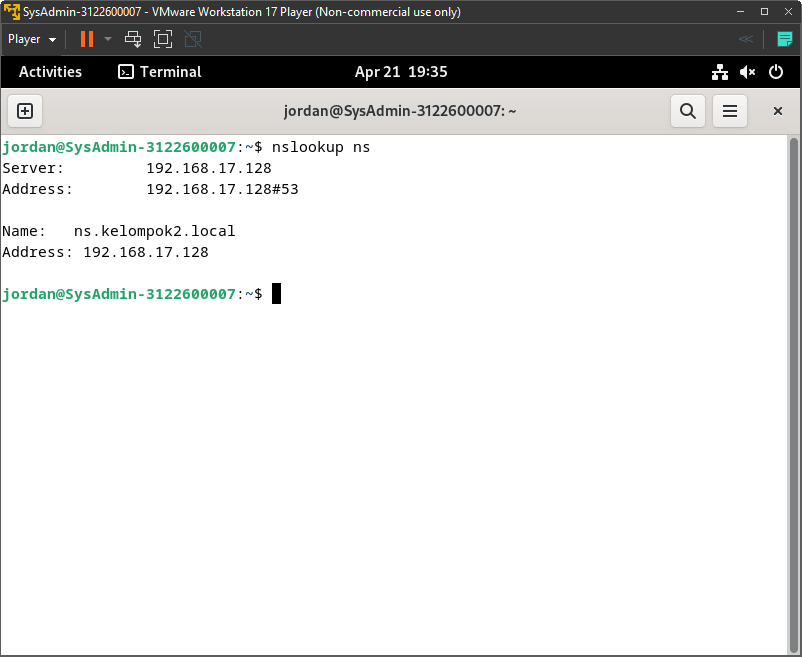 SysAdmin-3122600007 - VMware Workstation 17 Player (Non-commercial use only)
Player
Activities Terminal Apr 21 19:35
jordan@SysAdmin-3122600007: ~
jordan@SysAdmin-3122600007:~$ nslookup ns
Server: 192.168.17.128
Address: 192.168.17.128#53
Name: ns.kelompok2.local
Address: 192.168.17.128
jordan@SysAdmin-3122600007:~$